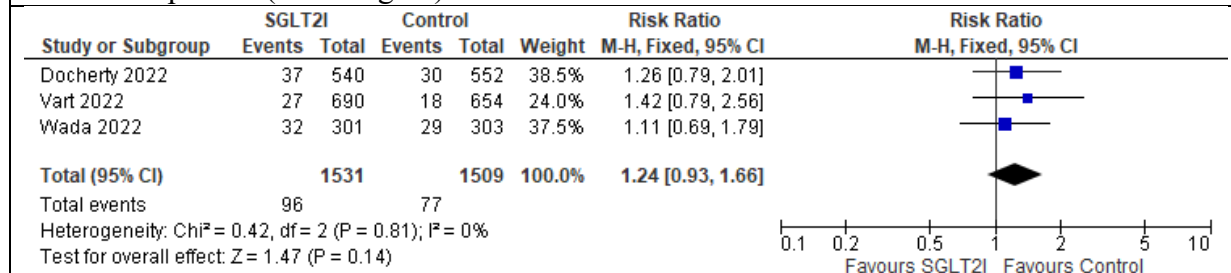 SGLT2I Control Risk Ratio Risk Ratio
Study or Subgroup Events Total Events Total Weight M-H, Fixed, 95% CI M-H, Fixed, 95% CI
Docherty 2022 37 540 30 552 38.5% 1.26 [0.79, 2.01]
Vart 2022 27 690 18 654 24.0% 1.42 [0.79, 2.56]
Wada 2022 32 301 29 303 37.5% 1.11 [0.69, 1.79]
Total (95% CI) 1531 1509 100.0% 1.24 [0.93, 1.66]
Total events 96 77
Heterogeneity: Chi² = 0.42, df = 2 (P = 0.81); I² = 0%
Test for overall effect: Z = 1.47 (P = 0.14)
0.1 0.2 0.5 1 2 5 10
Favours SGLT2I Favours Control